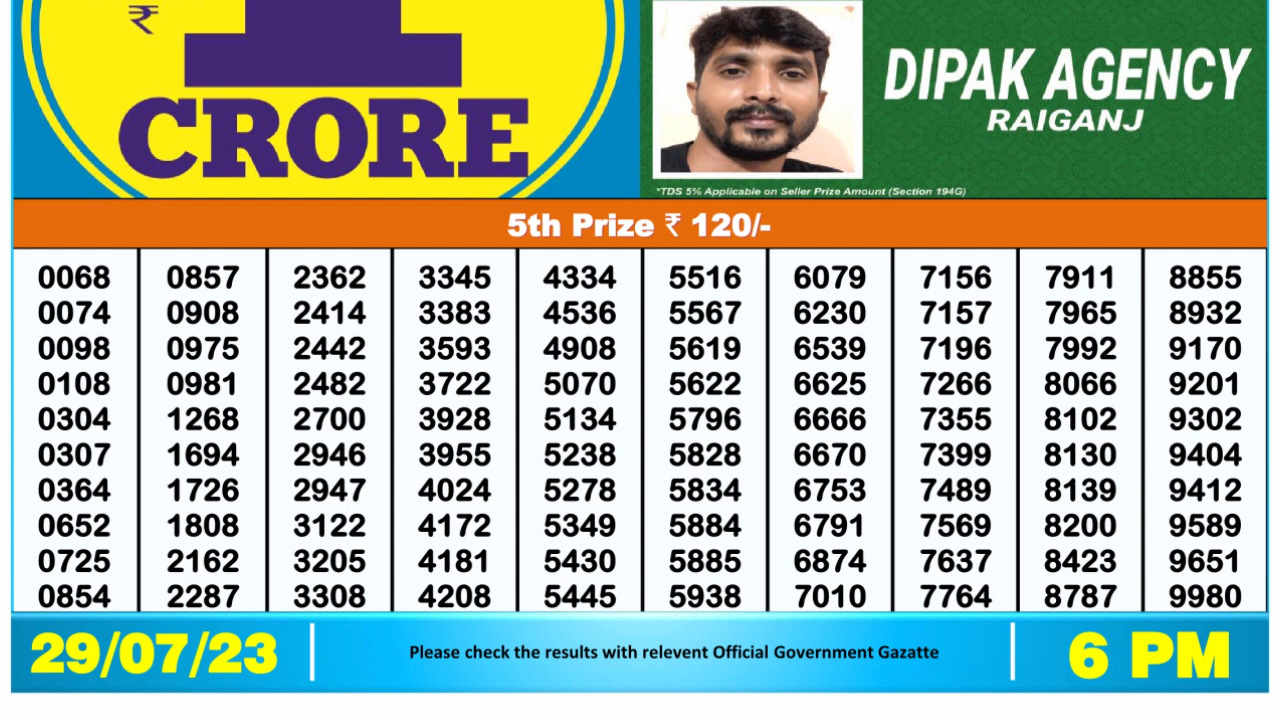 ₹ 1
CRORE
DIPAK AGENCY
RAIGANJ
*TDS 5% Applicable on Seller Prize Amount (Section 194G)
5th Prize ₹ 120/-
0068 0857 2362 3345 4334 5516 6079 7156 7911 8855
0074 0908 2414 3383 4536 5567 6230 7157 7965 8932
0098 0975 2442 3593 4908 5619 6539 7196 7992 9170
0108 0981 2482 3722 5070 5622 6625 7266 8066 9201
0304 1268 2700 3928 5134 5796 6666 7355 8102 9302
0307 1694 2946 3955 5238 5828 6670 7399 8130 9404
0364 1726 2947 4024 5278 5834 6753 7489 8139 9412
0652 1808 3122 4172 5349 5884 6791 7569 8200 9589
0725 2162 3205 4181 5430 5885 6874 7637 8423 9651
0854 2287 3308 4208 5445 5938 7010 7764 8787 9980
29/07/23 Please check the results with relevent Official Government Gazatte 6 PM